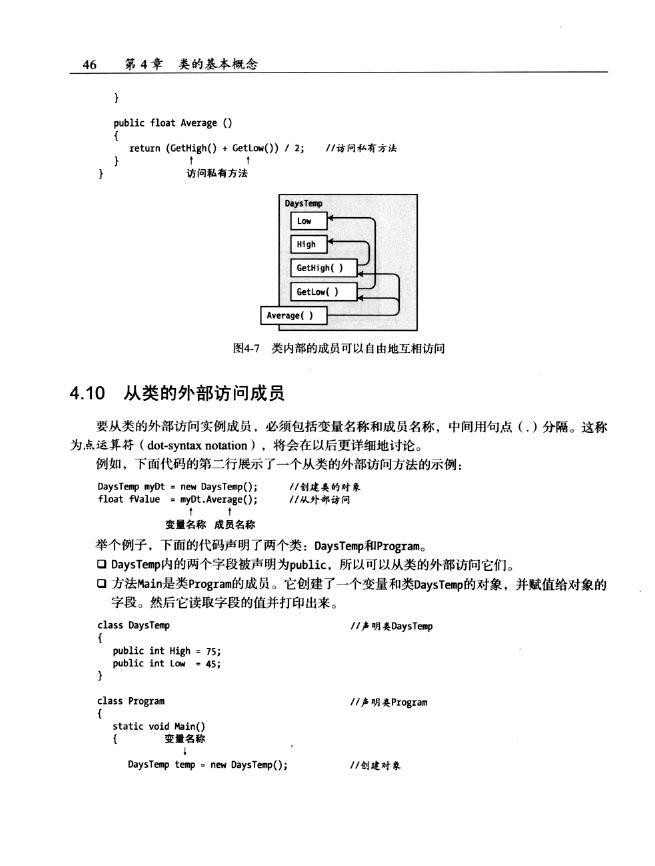 46 第4章 类的基本概念
}
public float Average ()
{
return (GetHigh() + GetLow()) / 2; //访问私有方法
} ↑ ↑
} 访问私有方法
DaysTemp
Low
High
GetHigh( )
GetLow( )
Average( )
图4-7 类内部的成员可以自由地互相访问
4.10 从类的外部访问成员
要从类的外部访问实例成员，必须包括变量名称和成员名称，中间用句点（.）分隔。这称
为点运算符（dot-syntax notation），将会在以后更详细地讨论。
例如，下面代码的第二行展示了一个从类的外部访问方法的示例：
DaysTemp myDt = new DaysTemp(); //创建类的对象
float fValue = myDt.Average(); //从外部访问
↑ ↑
变量名称 成员名称
举个例子，下面的代码声明了两个类：DaysTemp和Program。
❑ DaysTemp内的两个字段被声明为public，所以可以从类的外部访问它们。
❑ 方法Main是类Program的成员。它创建了一个变量和类DaysTemp的对象，并赋值给对象的
字段。然后它读取字段的值并打印出来。
class DaysTemp //声明类DaysTemp
{
public int High = 75;
public int Low = 45;
}
class Program //声明类Program
{
static void Main()
{ 变量名称
↓
DaysTemp temp = new DaysTemp(); //创建对象